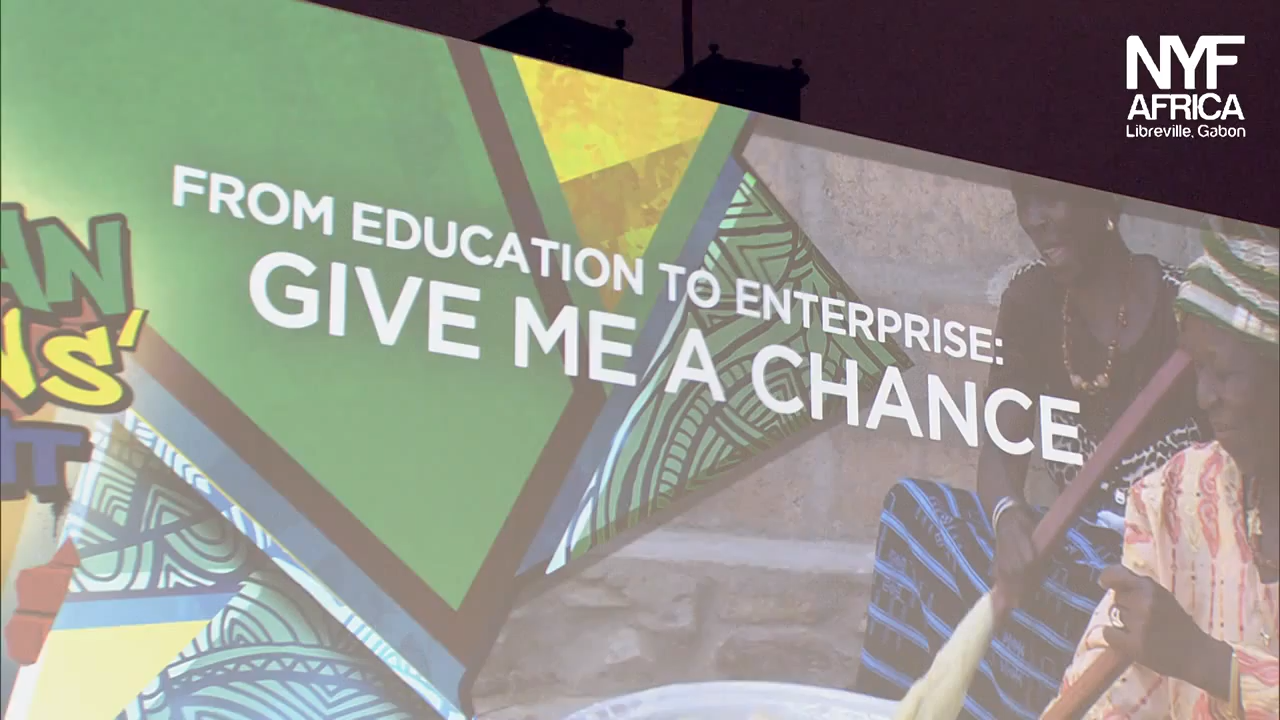 NYF
AFRICA
Libreville, Gabon
FROM EDUCATION TO ENTERPRISE:
GIVE ME A CHANCE